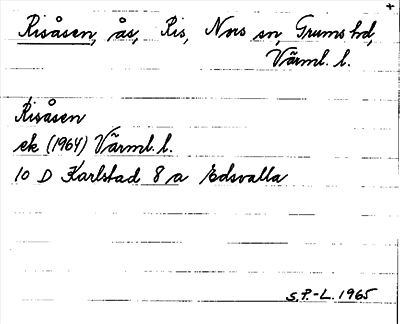 +
Risåsen, ås, Ris, Nors sn, Grums hd,
Värml. l.
Risåsen
ek (1964) Värml. l.
10 D Karlstad 8 a Edsvalla
S.P.-L. 1965